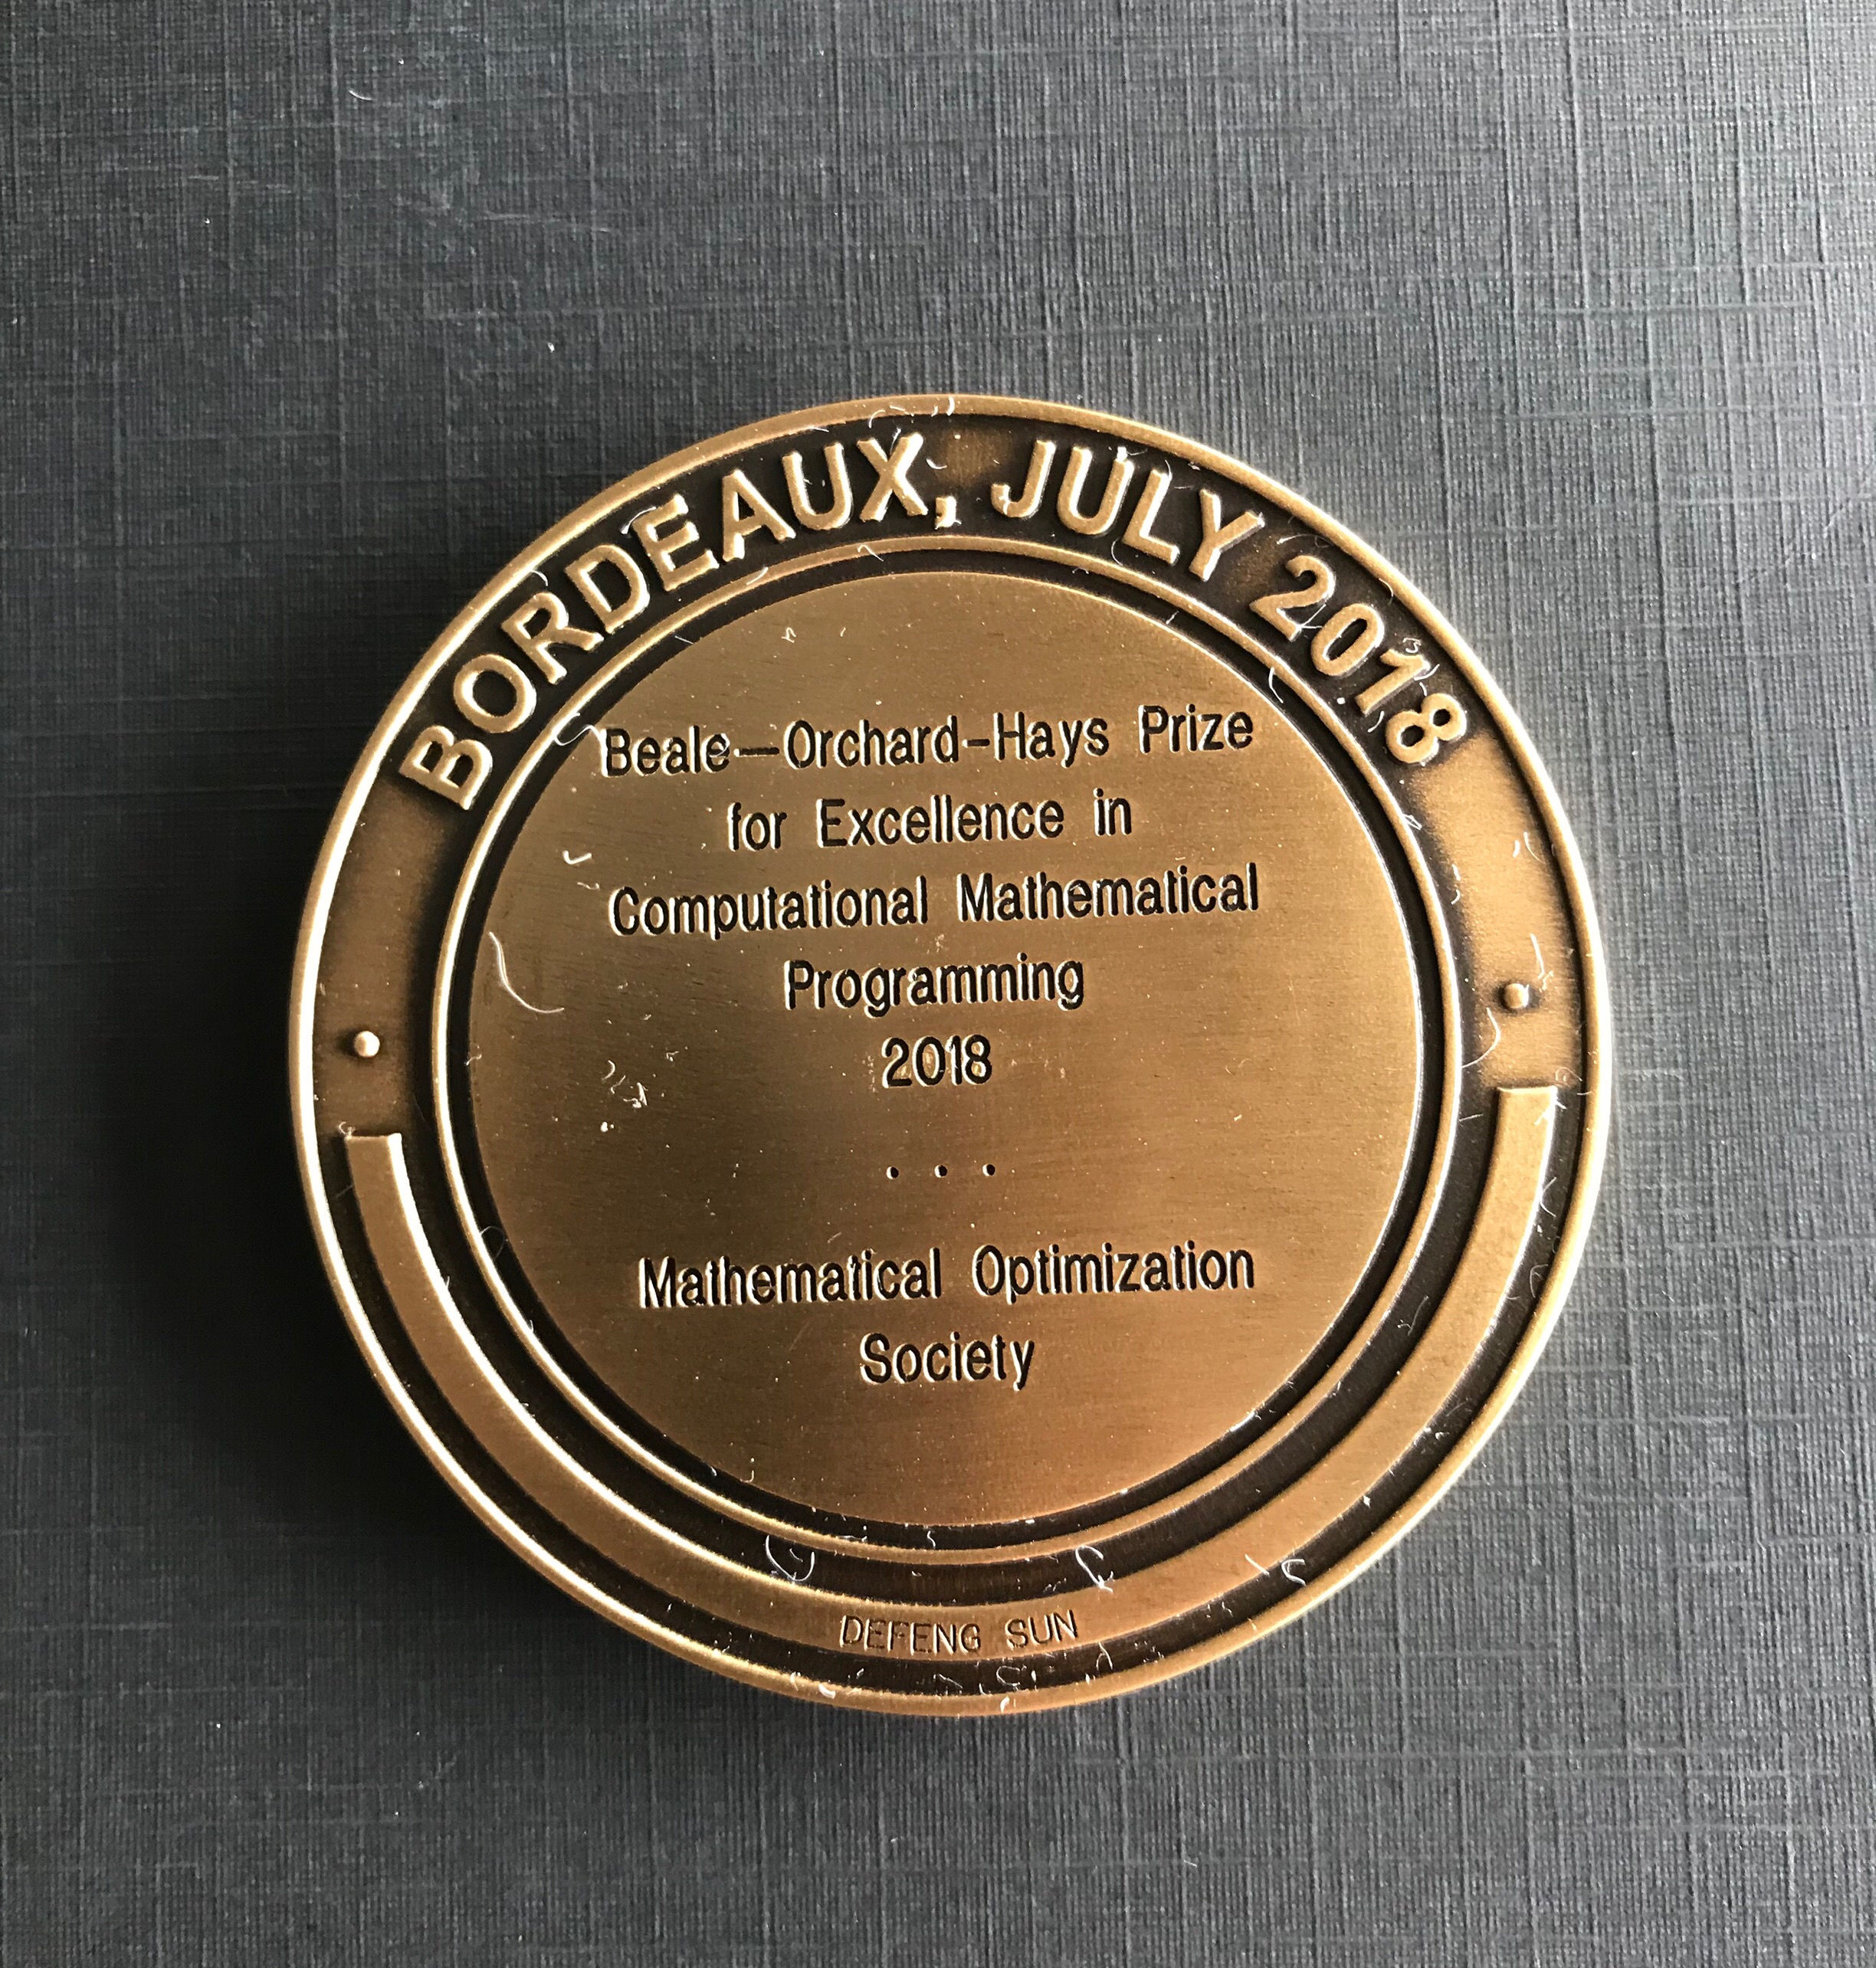 BORDEAUX, JULY 2018
Beale—Orchard-Hays Prize
for Excellence in
Computational Mathematical
Programming
2018
. . .
Mathematical Optimization
Society
DEFENG SUN